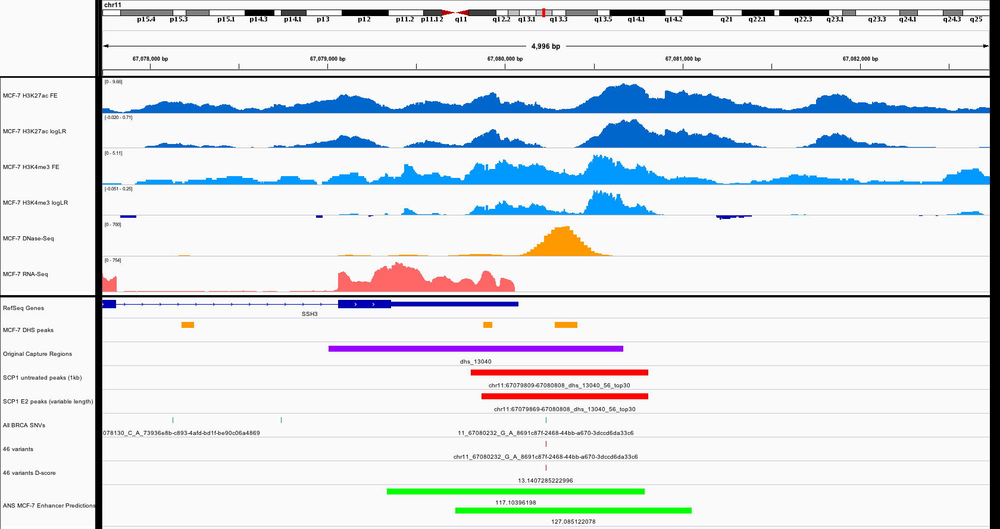 chr11
p15.4 p15.3 p15.1 p14.3 p14.1 p13 p12 p11.2 p11.12 q11 q12.2 q13.1 q13.3 q13.5 q14.1 q14.2 q21 q22.1 q22.3 q23.1 q23.3 q24.1 q24.3 q25
4,996 bp
67,078,000 bp 67,079,000 bp 67,080,000 bp 67,081,000 bp 67,082,000 bp
[0 - 9.66]
MCF-7 H3K27ac FE
[-0.020 - 0.71]
MCF-7 H3K27ac logLR
[0 - 5.11]
MCF-7 H3K4me3 FE
[-0.051 - 0.25]
MCF-7 H3K4me3 logLR
[0 - 700]
MCF-7 DNase-Seq
[0 - 754]
MCF-7 RNA-Seq
RefSeq Genes
SSH3
MCF-7 DHS peaks
Original Capture Regions
dhs_13040
SCP1 untreated peaks (1kb)
chr11:67079809-67080808_dhs_13040_56_top30
SCP1 E2 peaks (variable length)
chr11:67079869-67080808_dhs_13040_56_top30
All BRCA SNVs
078130_C_A_73936e8b-c893-4afd-bd1f-be90c06a4869 11_67080232_G_A_8691c87f-2468-44bb-a670-3dccd6da33c6
46 variants
chr11_67080232_G_A_8691c87f-2468-44bb-a670-3dccd6da33c6
46 variants D-score
13.1407285222996
117.10396198
ANS MCF-7 Enhancer Predictions
127.085122078